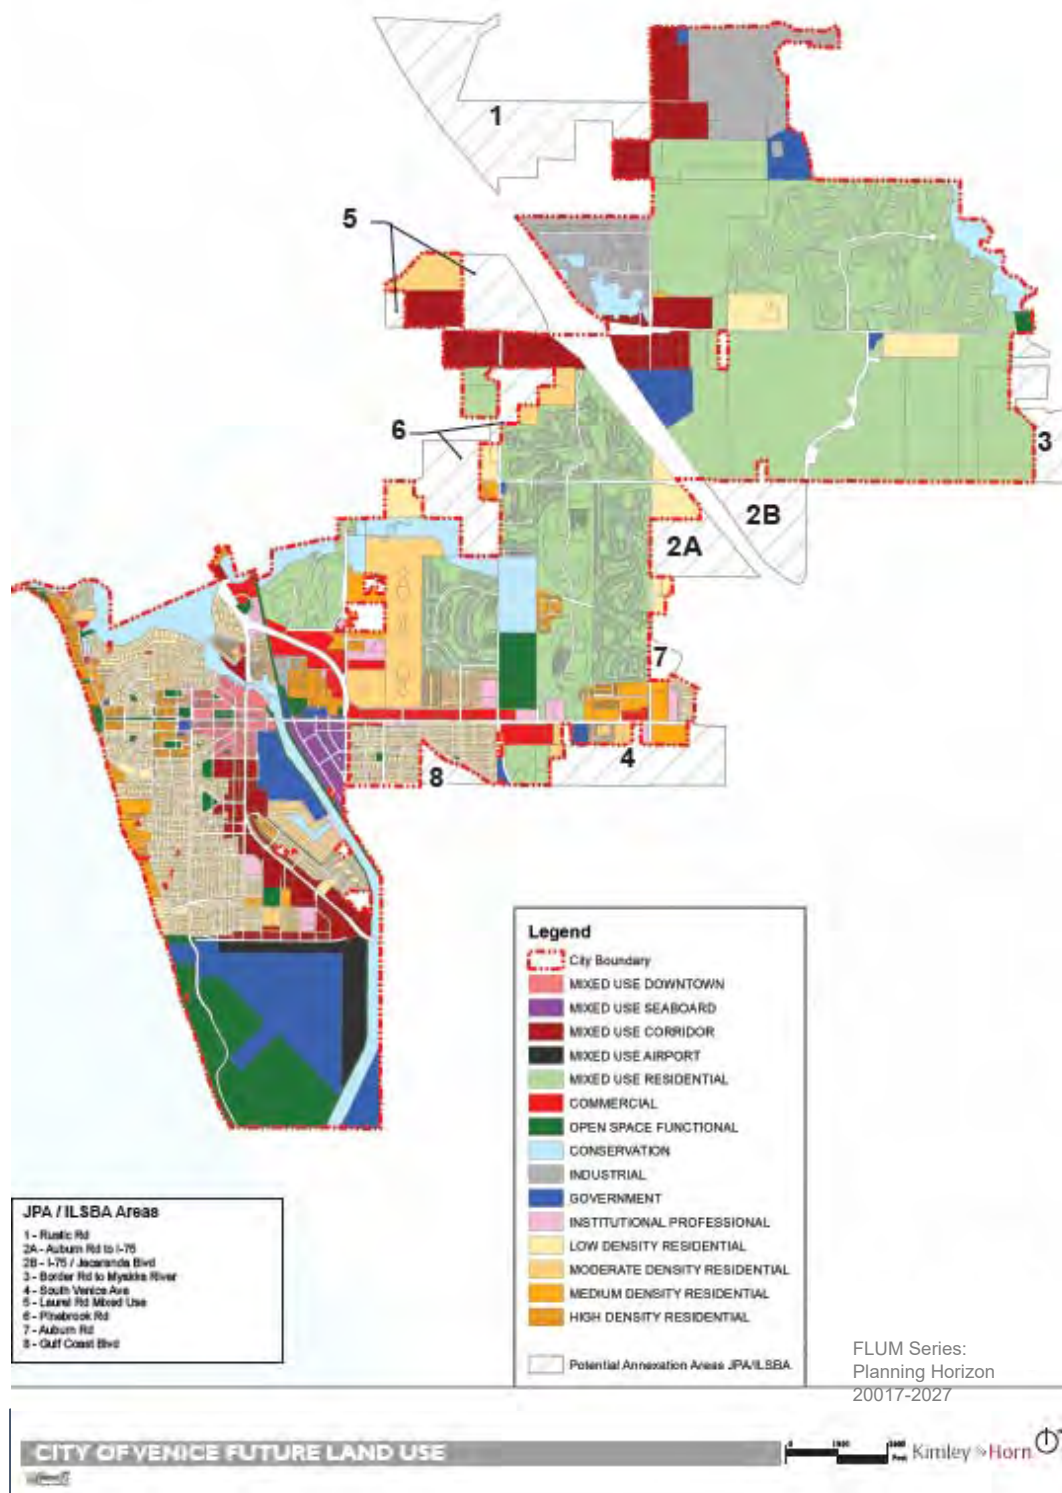 1
5
6
3
2B
2A
7
4
8
Legend
City Boundary
MIXED USE DOWNTOWN
MIXED USE SEABOARD
MIXED USE CORRIDOR
MIXED USE AIRPORT
MIXED USE RESIDENTIAL
COMMERCIAL
OPEN SPACE FUNCTIONAL
CONSERVATION
INDUSTRIAL
GOVERNMENT
INSTITUTIONAL PROFESSIONAL
LOW DENSITY RESIDENTIAL
MODERATE DENSITY RESIDENTIAL
MEDIUM DENSITY RESIDENTIAL
HIGH DENSITY RESIDENTIAL
Potential Annexation Areas JPA/ILSBA
JPA / ILSBA Areas
1 - Rustic Rd
2A - Auburn Rd to I-75
2B - I-75 / Jacaranda Blvd
3 - Border Rd to Myakka River
4 - South Venice Ave
5 - Laurel Rd Mixed Use
6 - Pinebrook Rd
7 - Auburn Rd
8 - Gulf Coast Blvd
FLUM Series:
Planning Horizon
20017-2027
CITY OF VENICE FUTURE LAND USE
0
Feet
Kimley»Horn